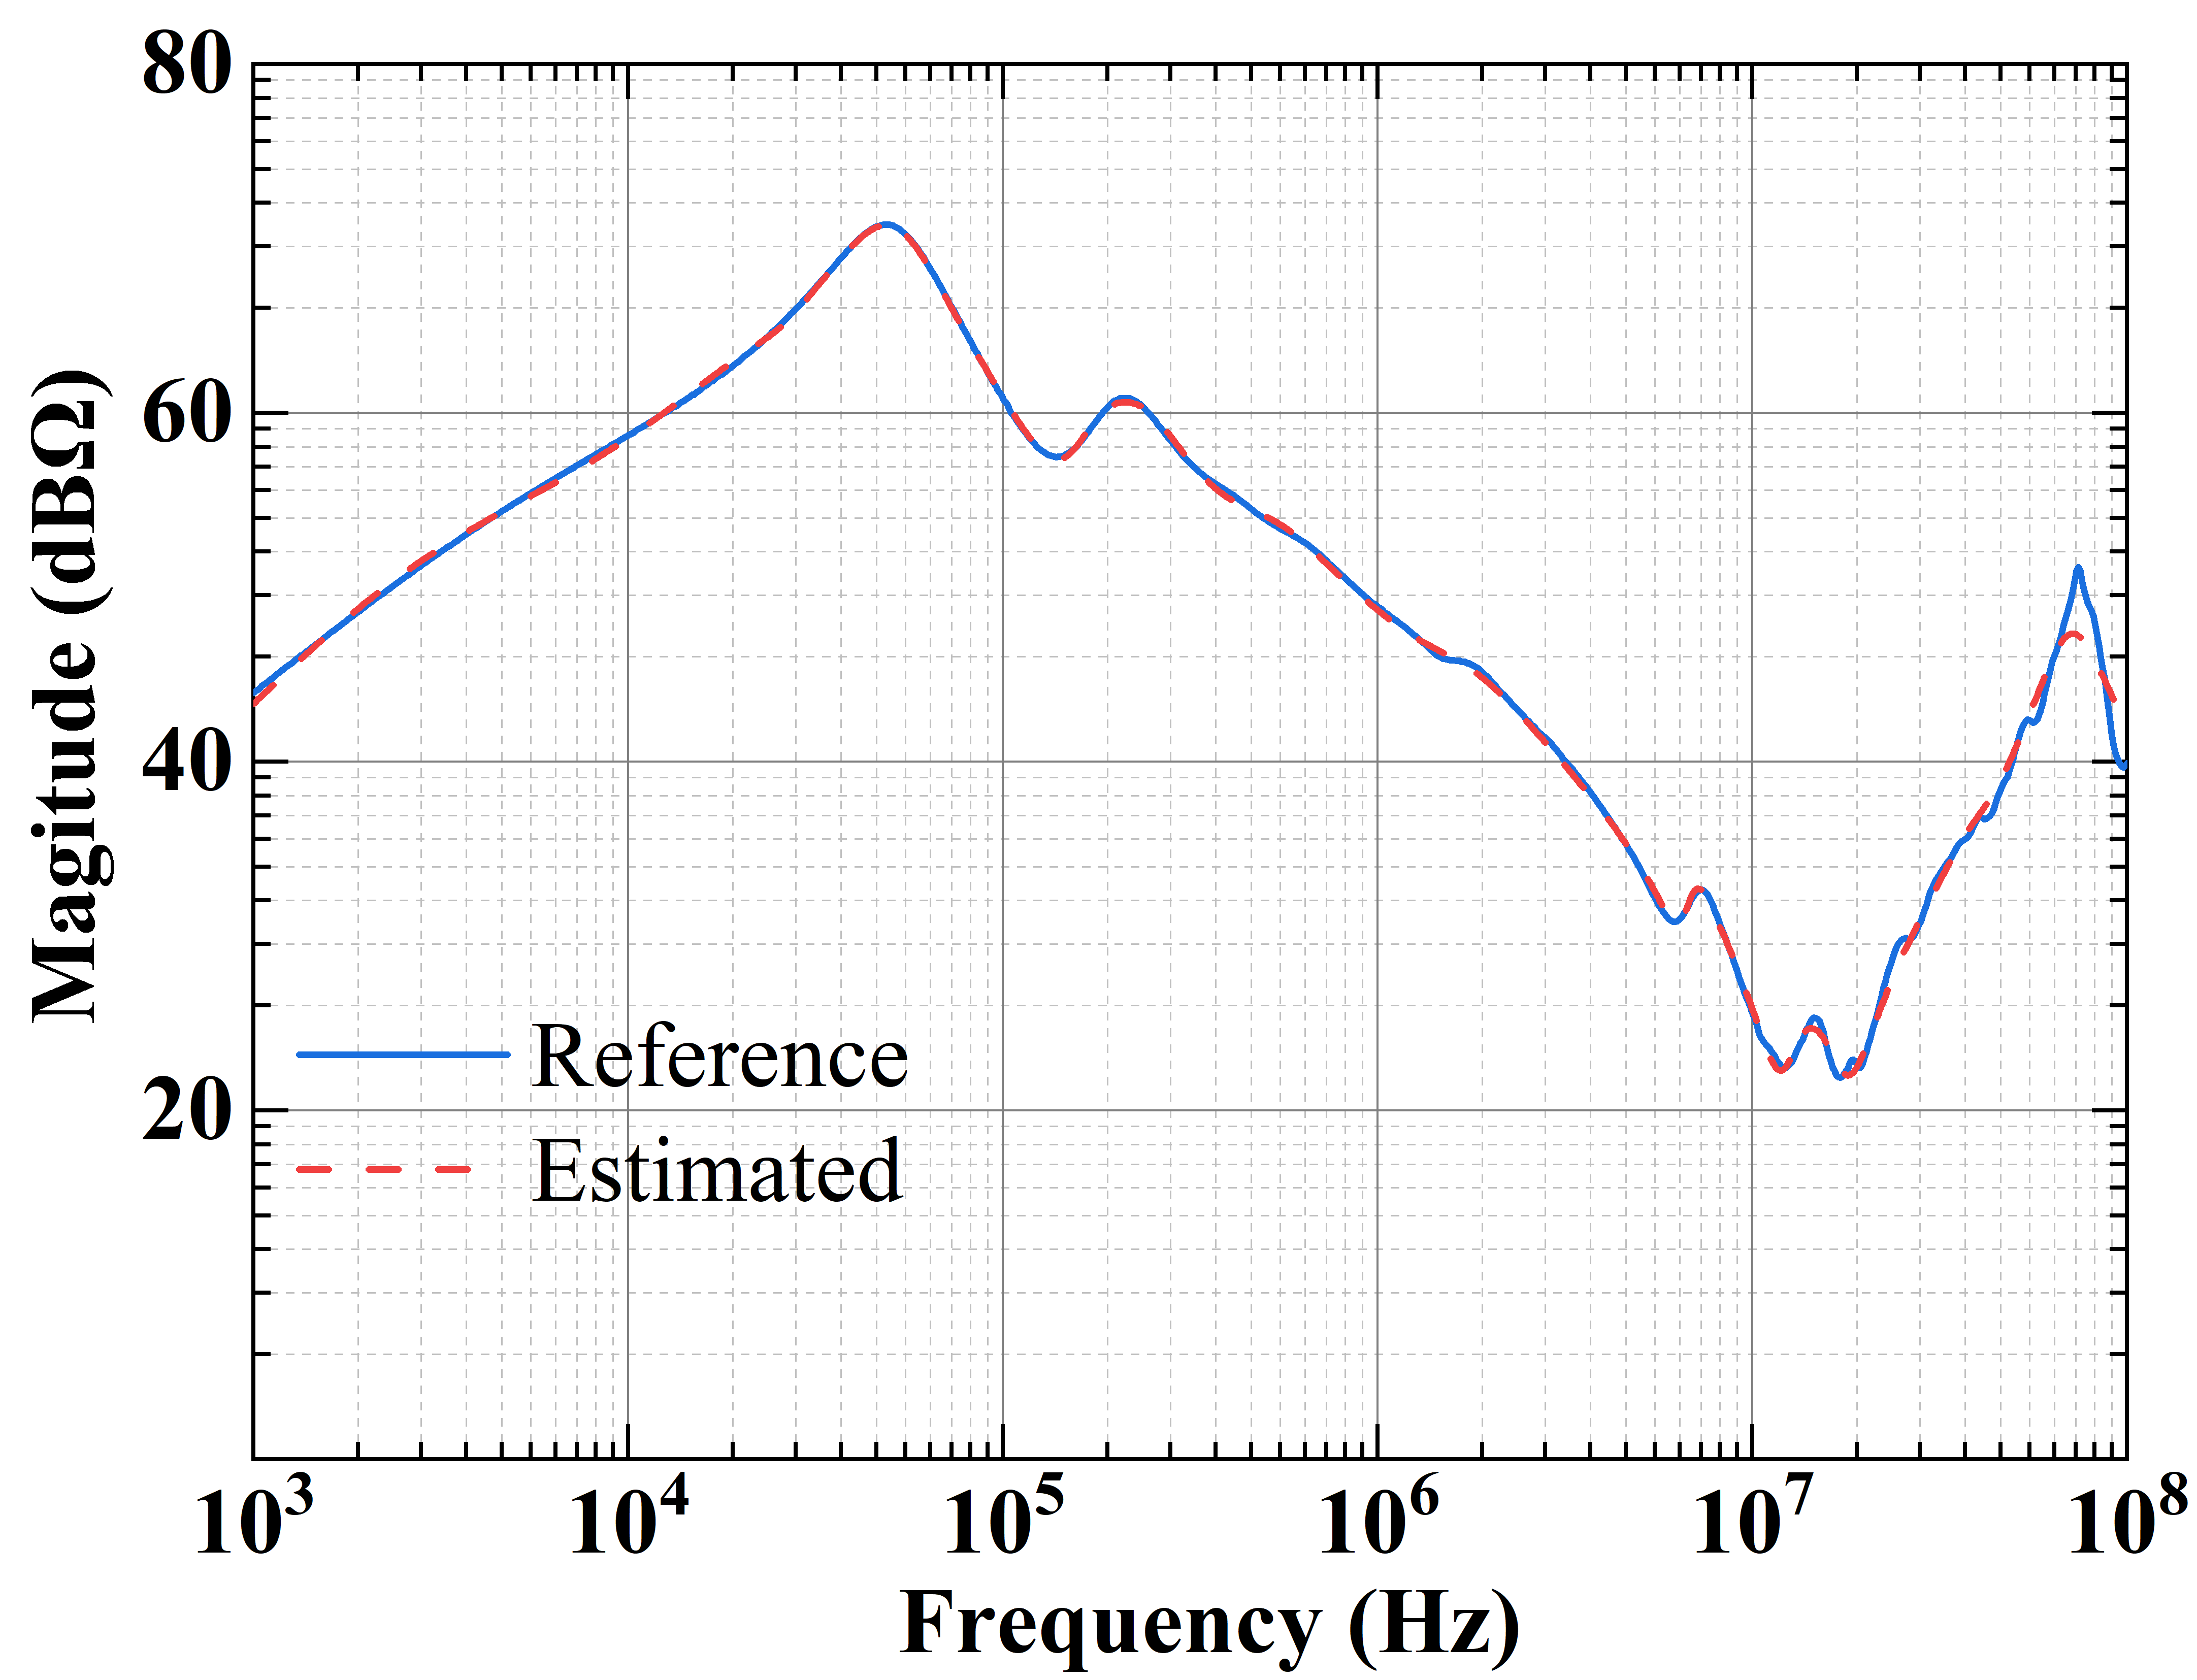 80
60
40
20
Magitude (dBΩ)
Reference
Estimated
10³ 10⁴ 10⁵ 10⁶ 10⁷ 10⁸
Frequency (Hz)